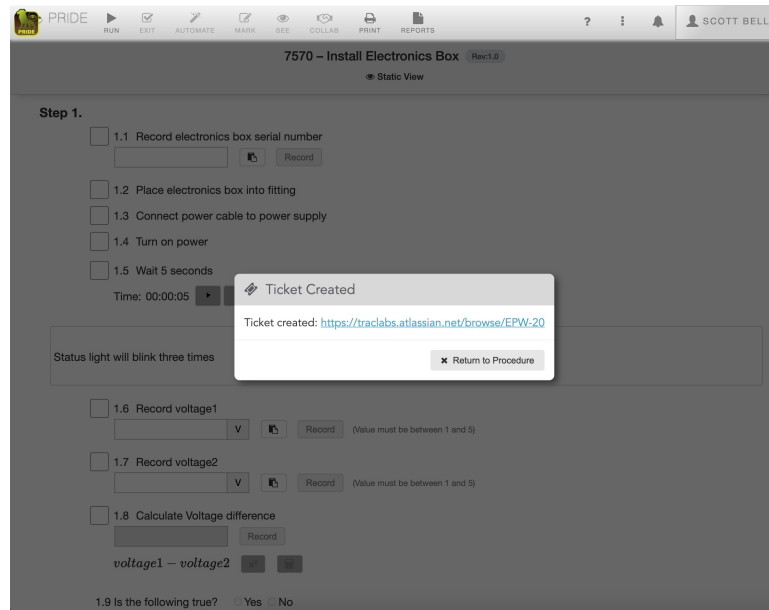 PRIDE
PRIDE
RUN
EXIT
AUTOMATE
MARK
SEE
COLLAB
PRINT
REPORTS
?
SCOTT BELL
7570 – Install Electronics Box Rev:1.0
Static View
Step 1.
1.1 Record electronics box serial number
Record
1.2 Place electronics box into fitting
1.3 Connect power cable to power supply
1.4 Turn on power
1.5 Wait 5 seconds
Time: 00:00:05
Ticket Created
Ticket created: https://traclabs.atlassian.net/browse/EPW-20
Return to Procedure
Status light will blink three times
1.6 Record voltage1
V Record (Value must be between 1 and 5)
1.7 Record voltage2
V Record (Value must be between 1 and 5)
1.8 Calculate Voltage difference
Record
voltage1 − voltage2
1.9 Is the following true? Yes No